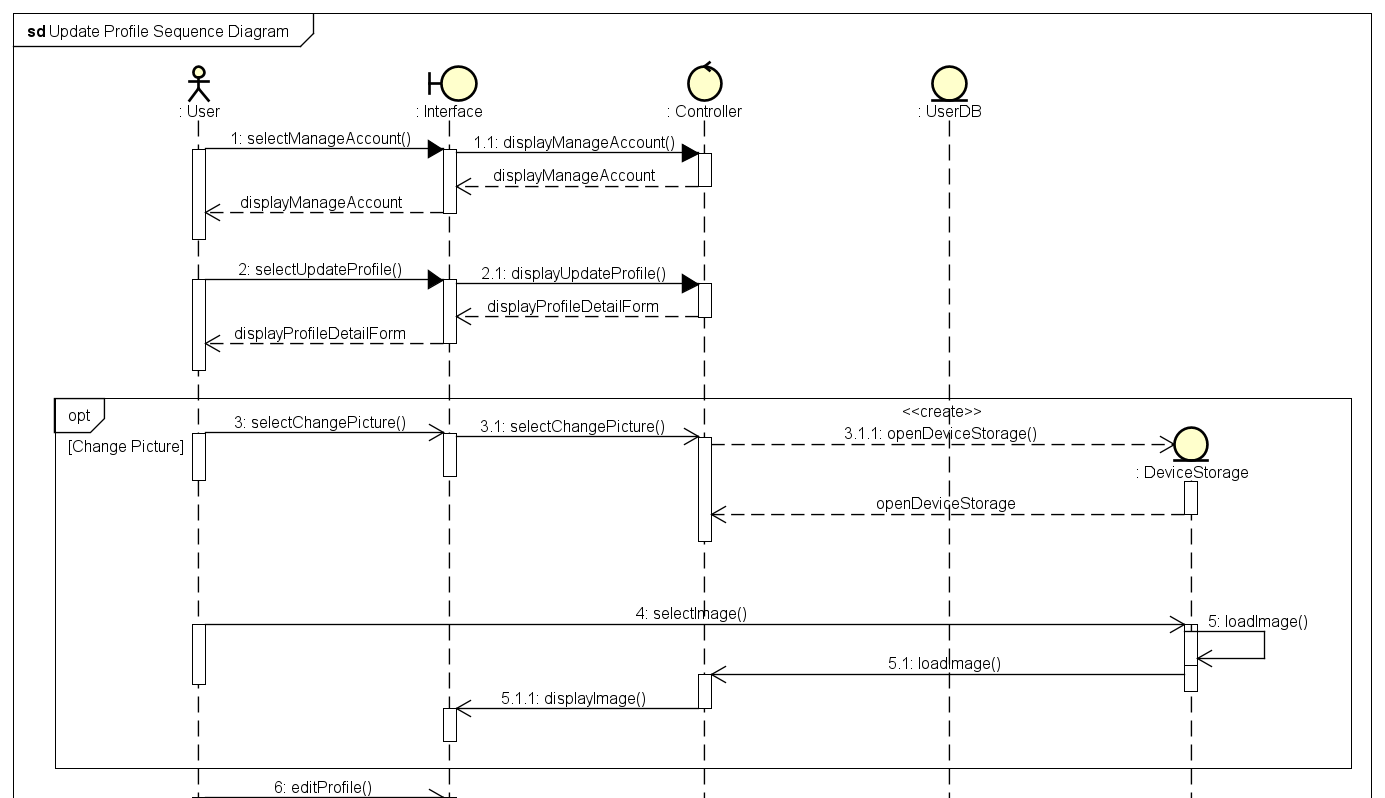 sd Update Profile Sequence Diagram
: User
: Interface
: Controller
: UserDB
1: selectManageAccount()
1.1: displayManageAccount()
displayManageAccount
displayManageAccount
2: selectUpdateProfile()
2.1: displayUpdateProfile()
displayProfileDetailForm
displayProfileDetailForm
opt
[Change Picture]
3: selectChangePicture()
3.1: selectChangePicture()
<<create>>
3.1.1: openDeviceStorage()
: DeviceStorage
openDeviceStorage
4: selectImage()
5: loadImage()
5.1: loadImage()
5.1.1: displayImage()
6: editProfile()